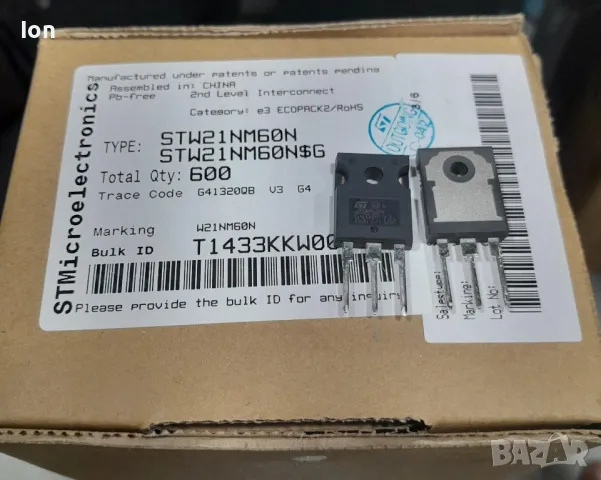 Ion
Manufactured under patents or patents pending
Assembled in: CHINA
Pb-free 2nd Level Interconnect
Category: e3 ECOPACK2/RoHS
TYPE: STW21NM60N
STW21NM60N$G
Total Qty: 600
Trace Code G41320QB V3 G4
Marking W21NM60N
Bulk ID T1433KKW00
Please provide the bulk ID for any inquiry
STMicroelectronics
Salestype:
Marking:
Lot No:
BAZAR